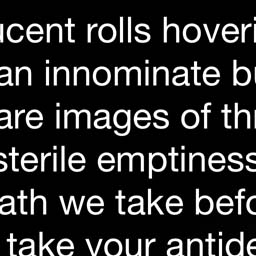 ucent rolls hoveri
an innominate bu
are images of thr
sterile emptiness
ath we take befo
take your antide